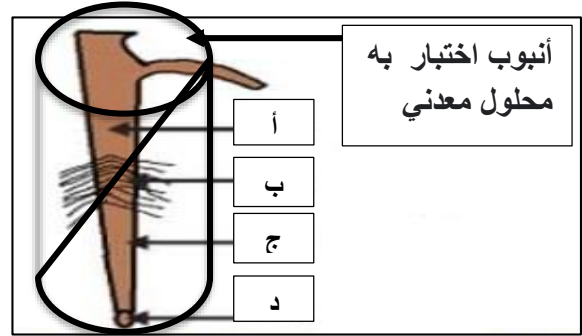 أنبوب اختبار به
محلول معدني
أ
ب
ج
د